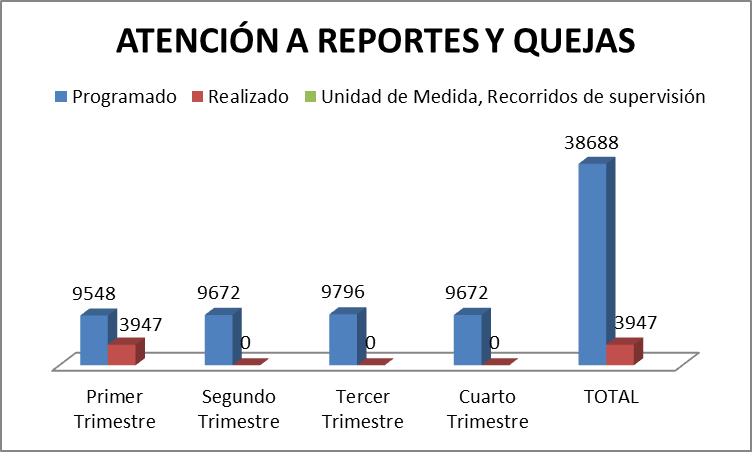 ATENCIÓN A REPORTES Y QUEJAS
Programado Realizado Unidad de Medida, Recorridos de supervisión
38688
9548 9672 9796 9672
3947 0 0 0 3947
Primer Segundo Tercer Cuarto TOTAL
Trimestre Trimestre Trimestre Trimestre